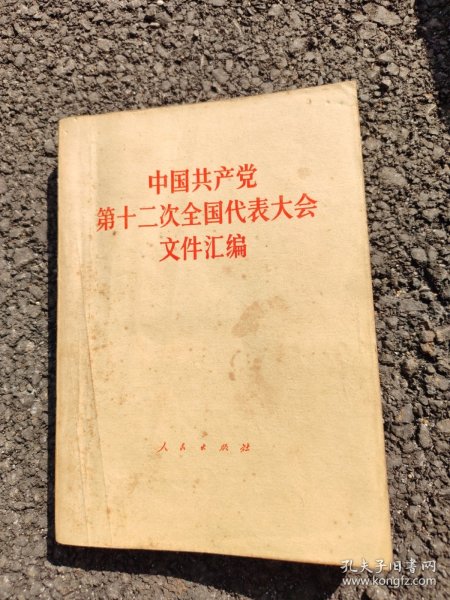 中国共产党
第十二次全国代表大会
文件汇编
人民出版社
孔夫子旧书网
www.kongfz.com